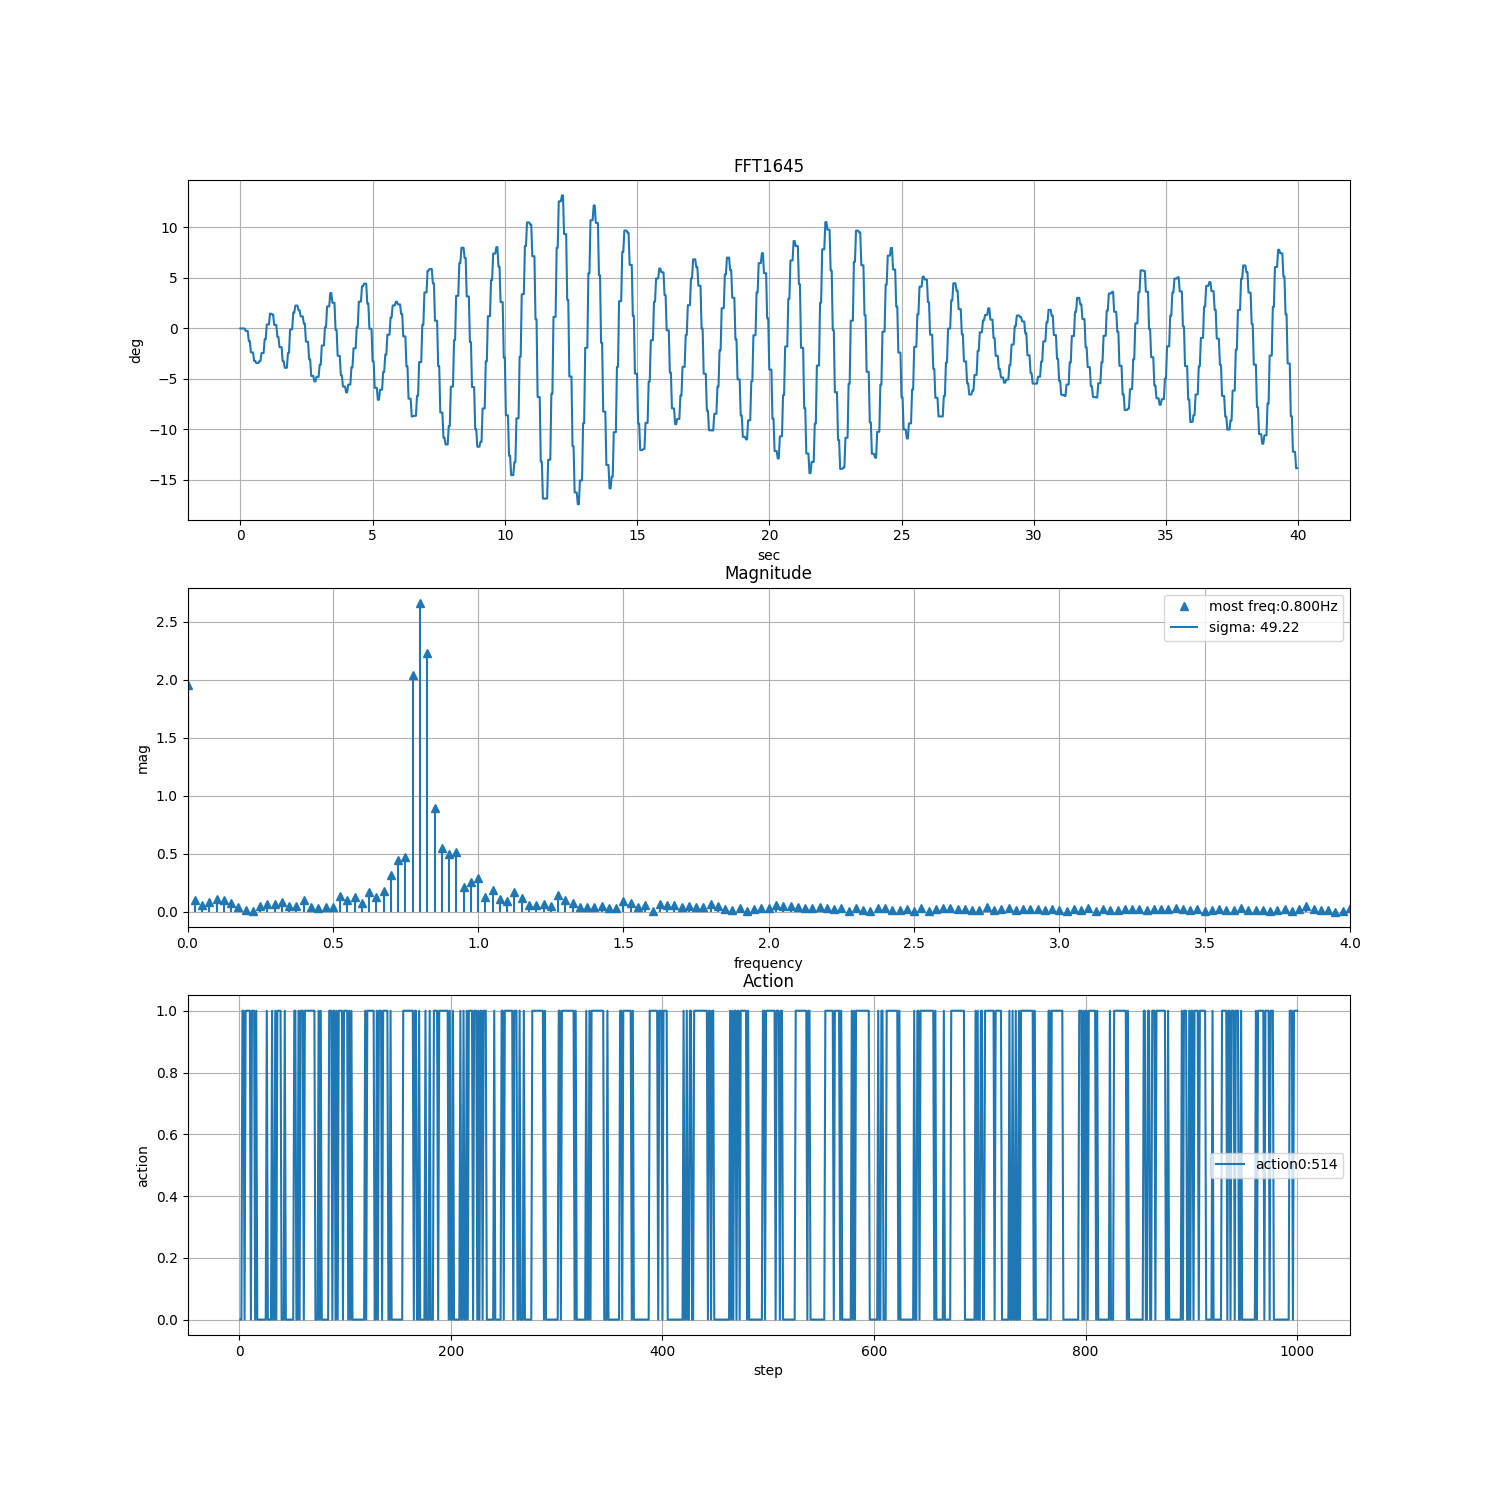 FFT1645
10
5
0
−5
−10
−15
deg
0 5 10 15 20 25 30 35 40
sec
Magnitude
most freq:0.800Hz
sigma: 49.22
2.5
2.0
1.5
1.0
0.5
0.0
mag
0.0 0.5 1.0 1.5 2.0 2.5 3.0 3.5 4.0
frequency
Action
1.0
0.8
0.6
0.4
0.2
0.0
action
action0:514
0 200 400 600 800 1000
step